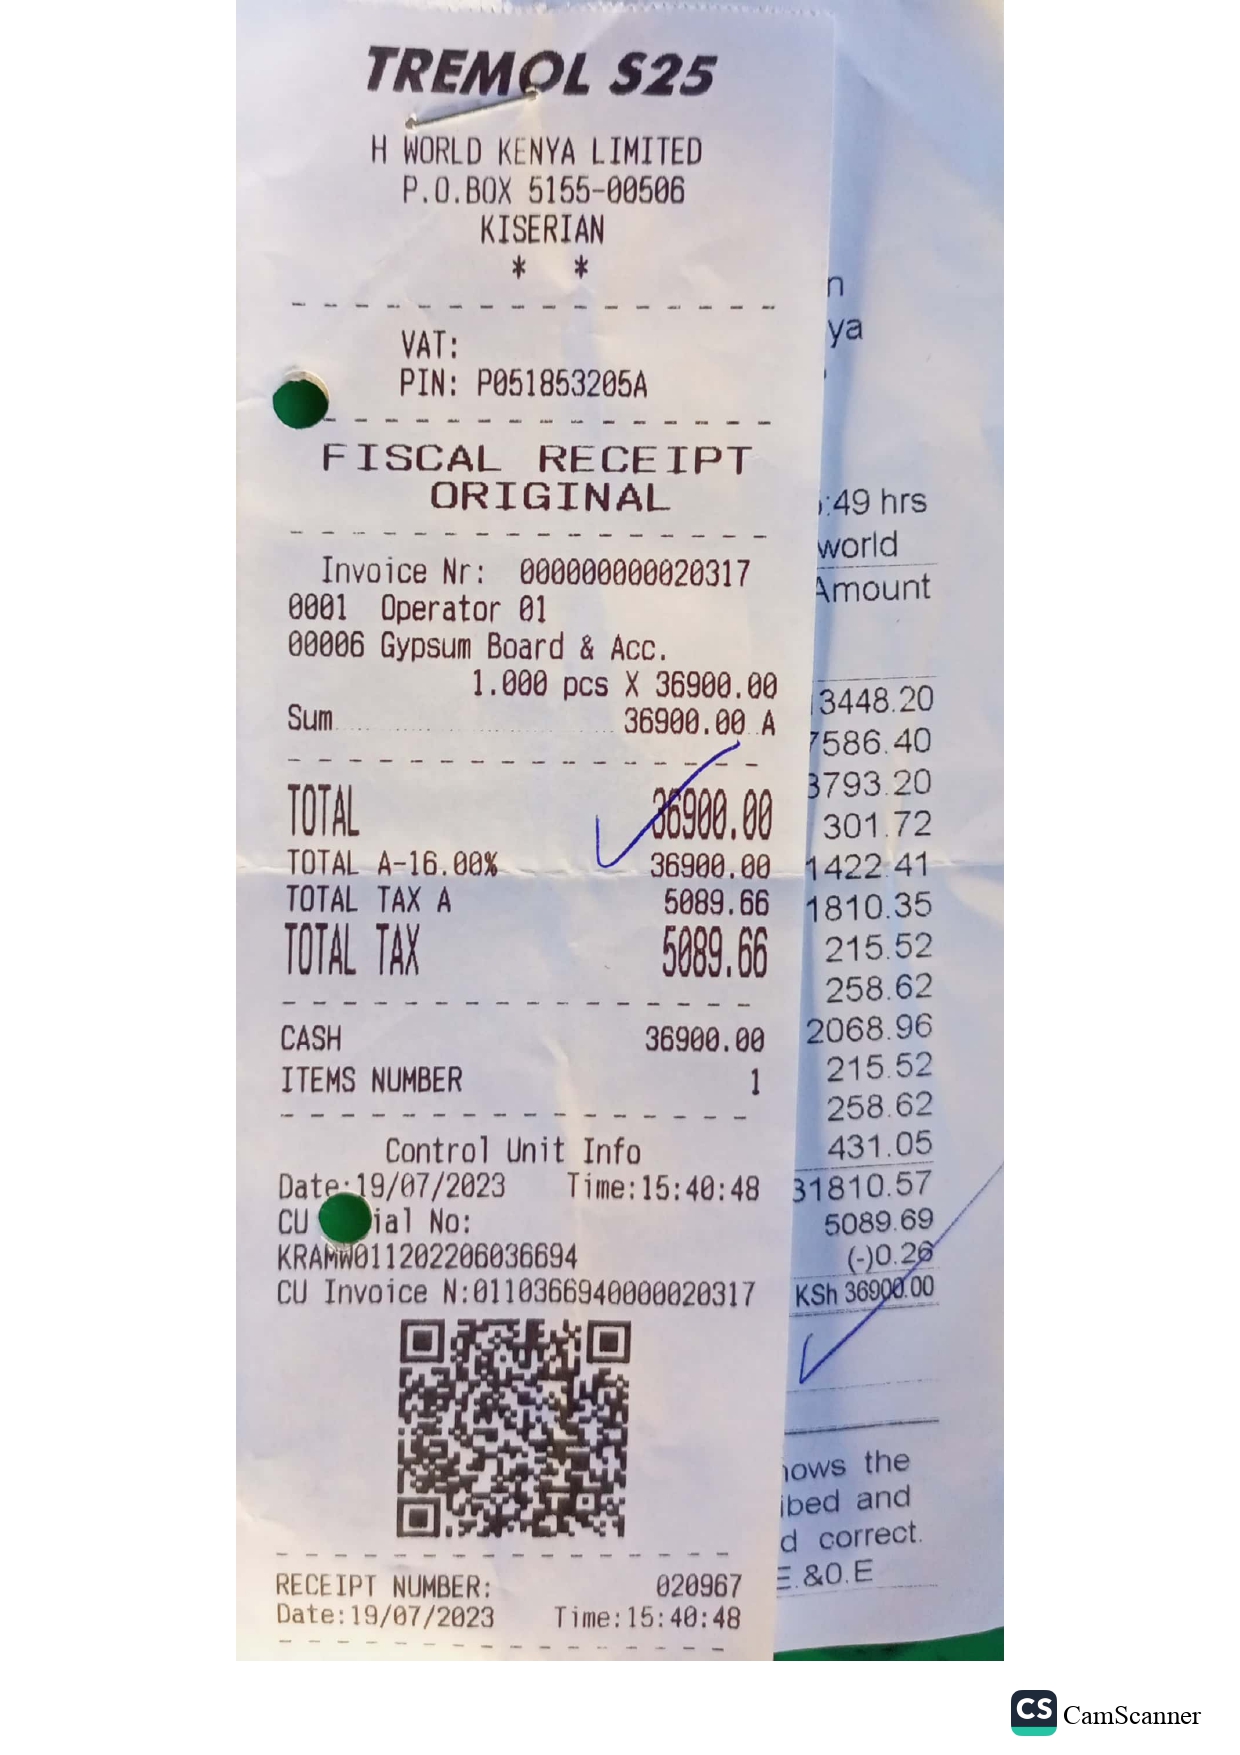 TREMOL S25
H WORLD KENYA LIMITED
P.O.BOX 5155-00506
KISERIAN
* *
VAT:
PIN: P051853205A
FISCAL RECEIPT
ORIGINAL
Invoice Nr: 000000000020317
0001 Operator 01
00006 Gypsum Board & Acc.
1.000 pcs X 36900.00
Sum 36900.00 A
TOTAL 36900.00
TOTAL A-16.00% 36900.00
TOTAL TAX A 5089.66
TOTAL TAX 5089.66
CASH 36900.00
ITEMS NUMBER 1
Control Unit Info
Date:19/07/2023 Time:15:40:48
CU ial No:
KRAMW011202206036694
CU Invoice N:0110366940000020317
RECEIPT NUMBER: 020967
Date:19/07/2023 Time:15:40:48
n
ya
:49 hrs
world
Amount
3448.20
7586.40
3793.20
301.72
1422.41
1810.35
215.52
258.62
2068.96
215.52
258.62
431.05
31810.57
5089.69
(-)0.26
KSh 36900.00
ows the
ibed and
d correct.
E.&O.E
CS CamScanner